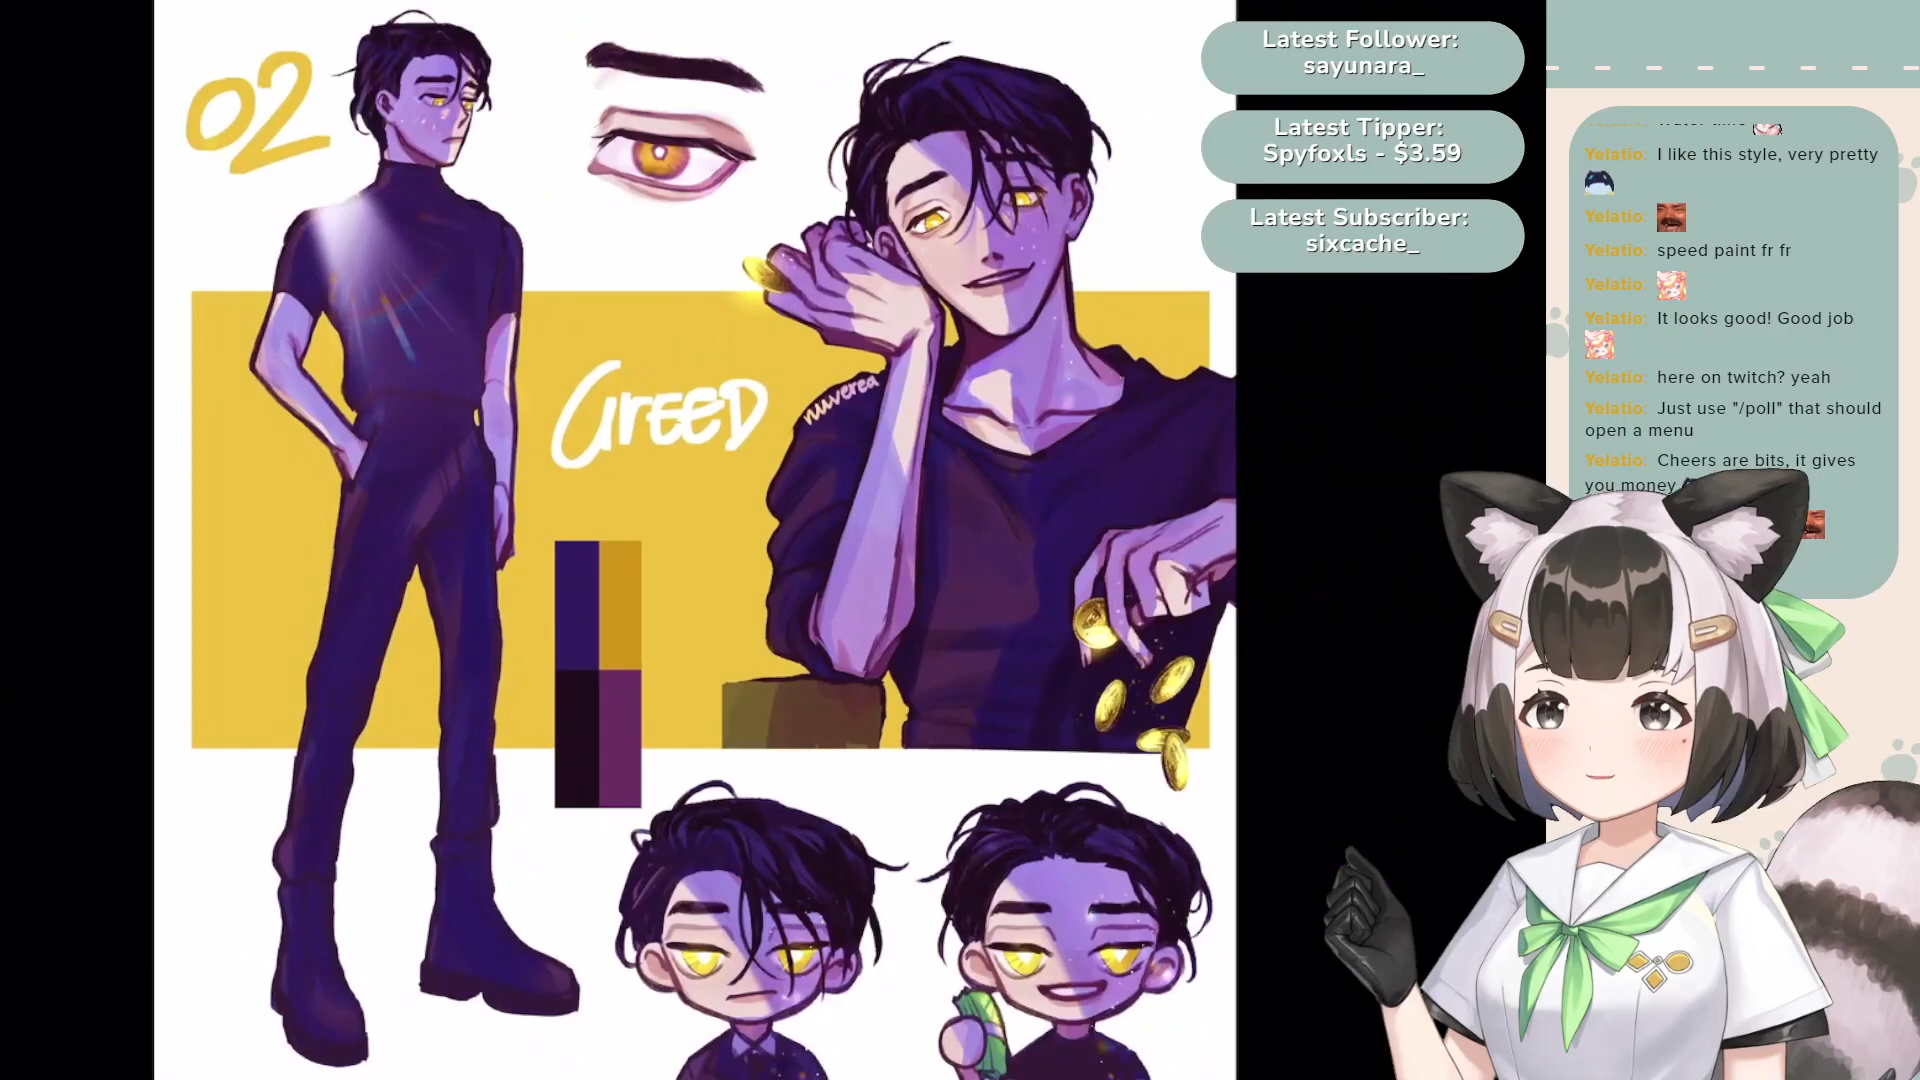 02
GREED
nuverea
Latest Follower:
sayunara_
Latest Tipper:
Spyfoxls - $3.59
Latest Subscriber:
sixcache_
Yelatio: I like this style, very pretty
Yelatio:
Yelatio: speed paint fr fr
Yelatio:
Yelatio: It looks good! Good job
Yelatio: here on twitch? yeah
Yelatio: Just use "/poll" that should
open a menu
Yelatio: Cheers are bits, it gives
you money